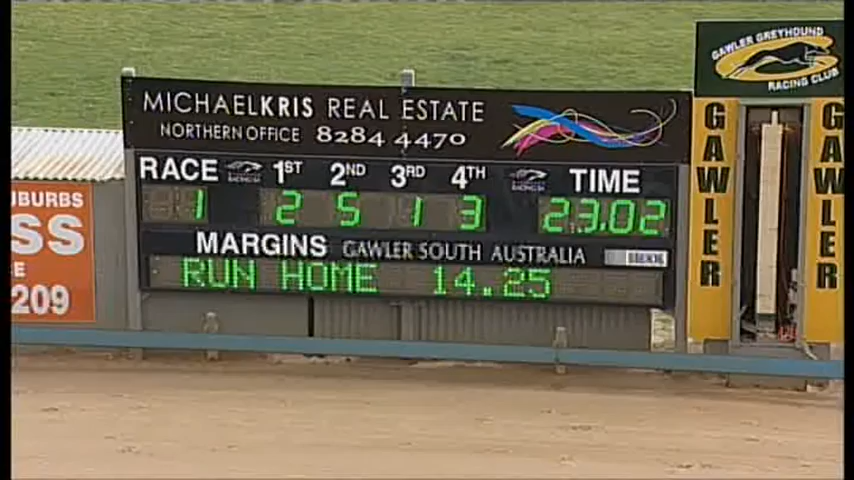 GAWLER GREYHOUND
RACING CLUB
MICHAELKRIS REAL ESTATE
NORTHERN OFFICE 8284 4470
RACE 1ST 2ND 3RD 4TH TIME
1 2 5 1 3 23.02
MARGINS GAWLER SOUTH AUSTRALIA
RUN HOME 14.25
UBURBS
SS
E
209
GAWLER
GAWLER